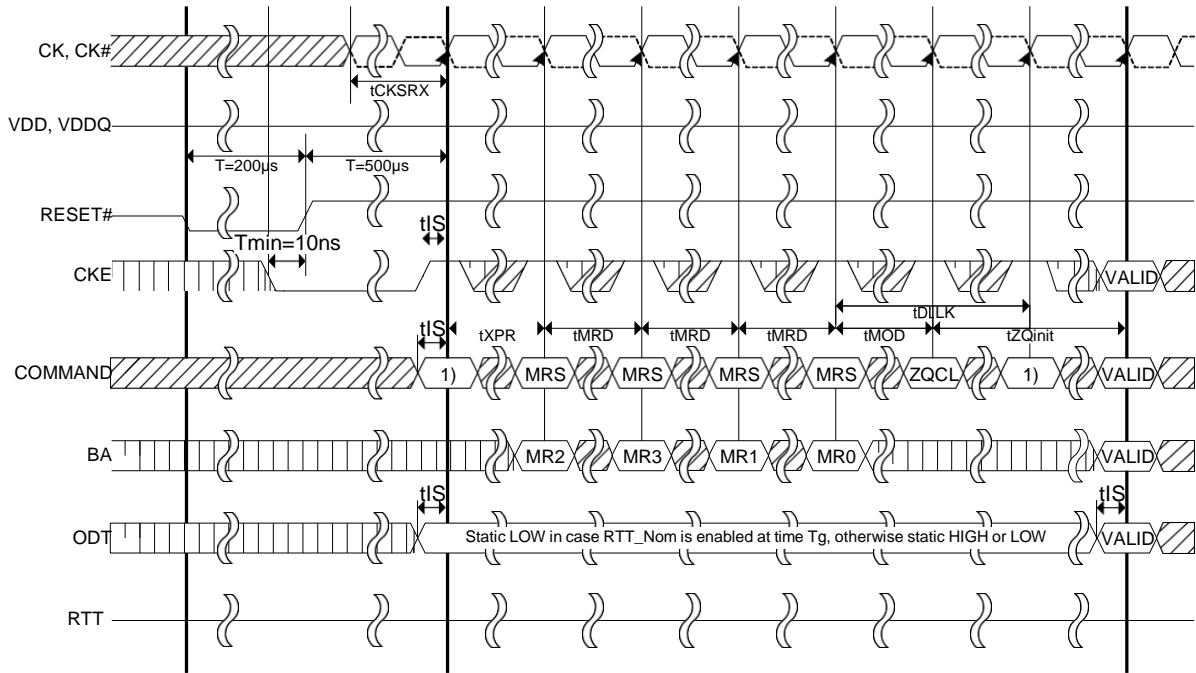 CK, CK#
tCKSRX
VDD, VDDQ
T=200µs T=500µs
RESET#
tIS
Tmin=10ns
CKE VALID
tDLLK
tIS tXPR tMRD tMRD tMRD tMOD tZQinit
COMMAND 1) MRS MRS MRS MRS ZQCL 1) VALID
BA MR2 MR3 MR1 MR0 VALID
tIS tIS
ODT Static LOW in case RTT_Nom is enabled at time Tg, otherwise static HIGH or LOW VALID
RTT